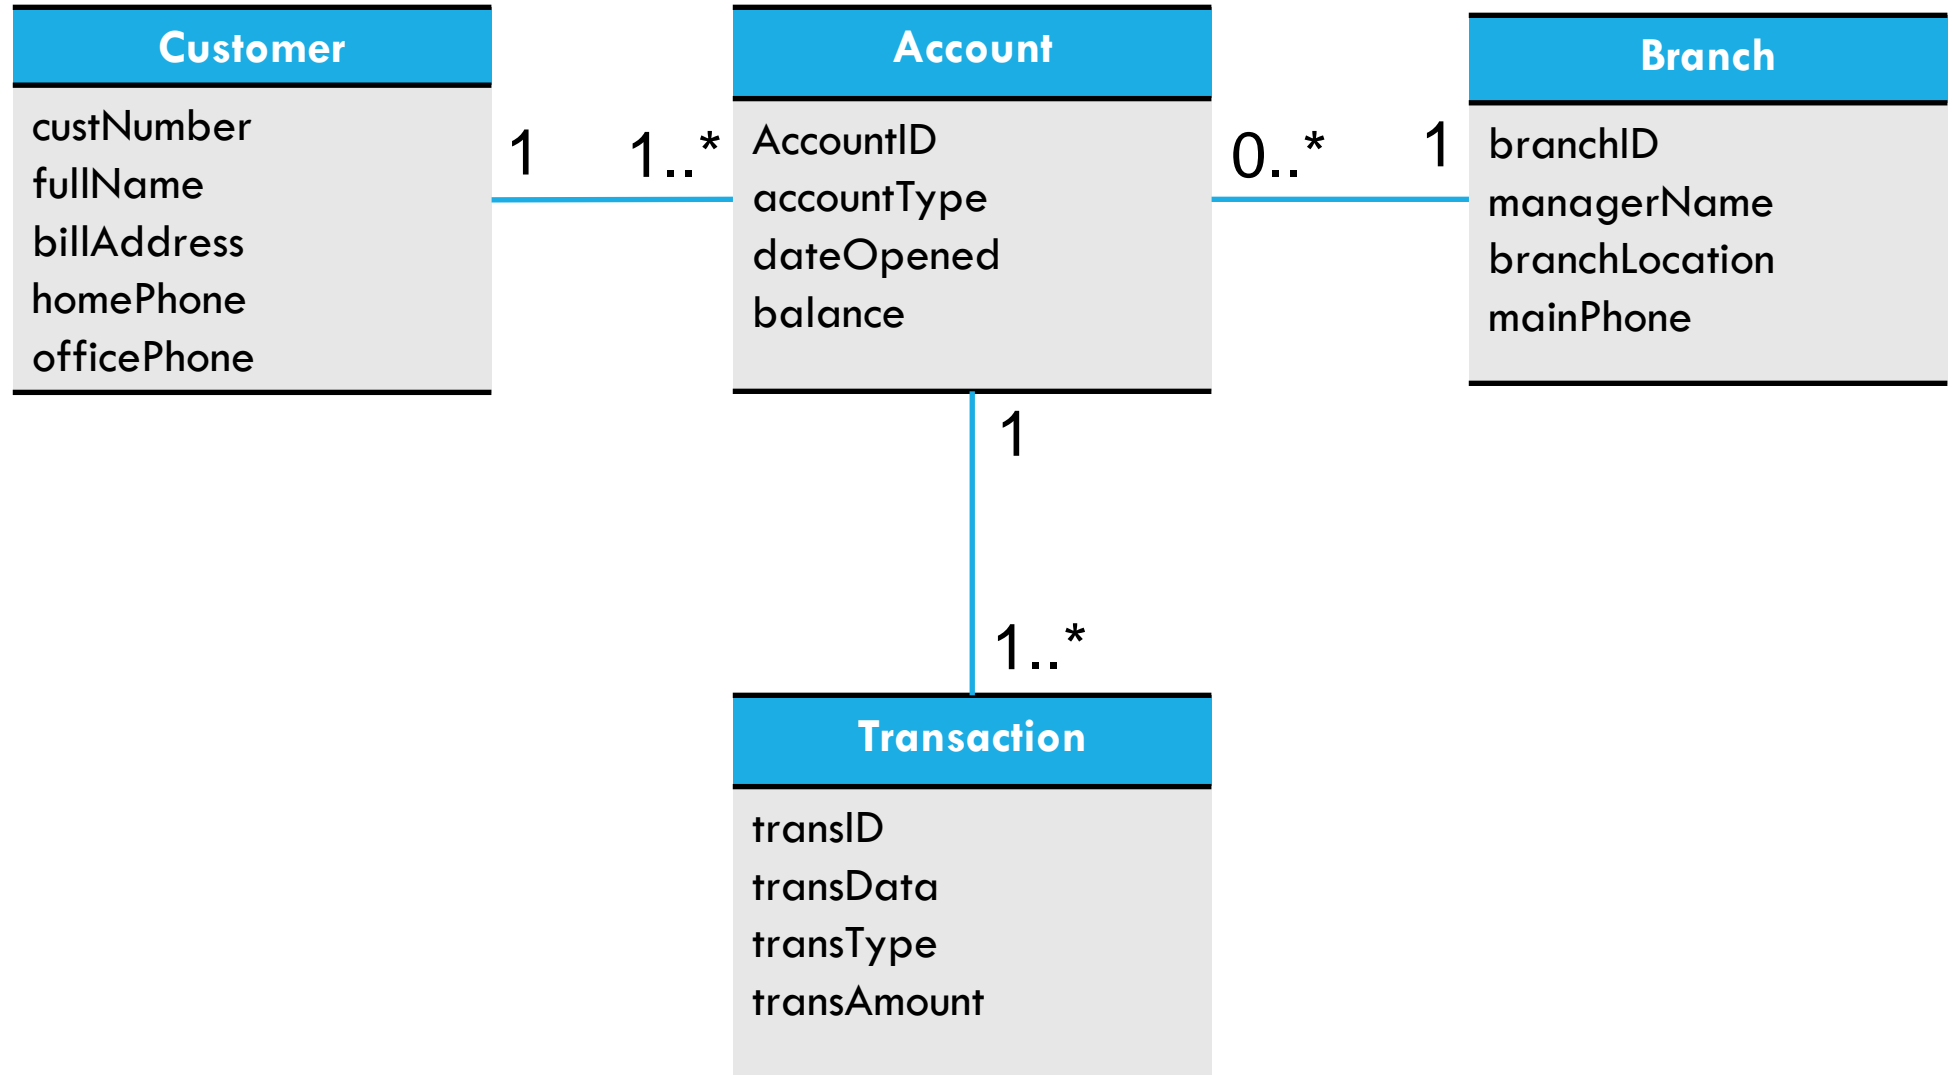 Customer
custNumber
fullName
billAddress
homePhone
officePhone
1
1..*
Account
AccountID
accountType
dateOpened
balance
0..*
1
Branch
branchID
managerName
branchLocation
mainPhone
1
1..*
Transaction
transID
transData
transType
transAmount